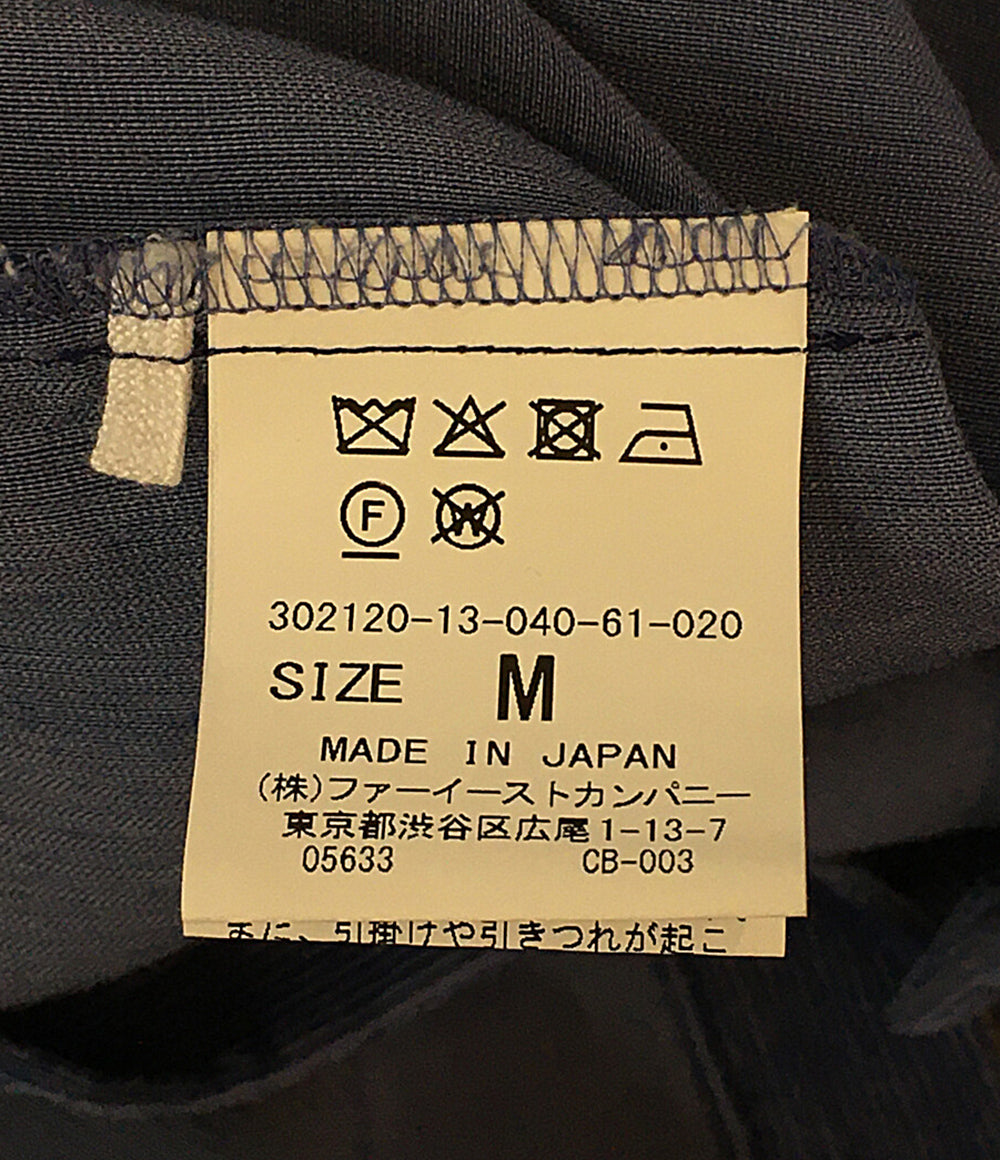 F W
302120-13-040-61-020
SIZE M
MADE IN JAPAN
(株)ファーイーストカンパニー
東京都渋谷区広尾1-13-7
05633 CB-003
引掛けや引きつれが起こ